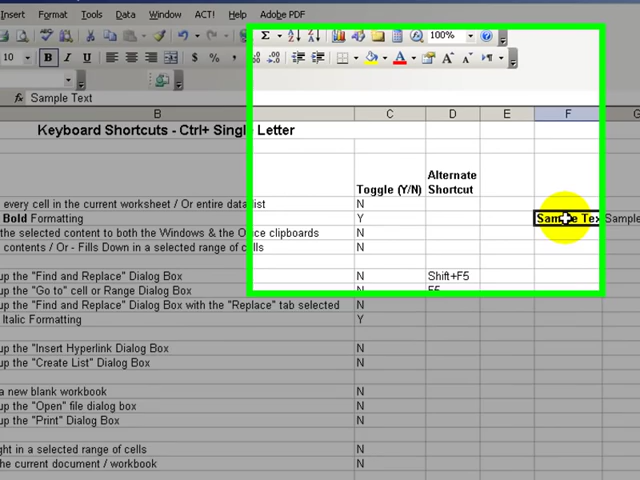 Insert Format Tools Data Window ACT! Help Adobe PDF
Σ 100%
10 B I U $ % ,
fx Sample Text
B C D E F G
Keyboard Shortcuts - Ctrl+ Single Letter
Alternate
Toggle (Y/N) Shortcut
every cell in the current worksheet / Or entire data list N
Bold Formatting Y Sample Tex Sample
the selected content to both the Windows & the Office clipboards N
contents / Or - Fills Down in a selected range of cells N
up the "Find and Replace" Dialog Box N Shift+F5
up the "Go to" cell or Range Dialog Box N F5
up the "Find and Replace" Dialog Box with the "Replace" tab selected N
Italic Formatting Y
up the "Insert Hyperlink Dialog Box N
up the "Create List" Dialog Box N
a new blank workbook N
up the "Open" file dialog box N
up the "Print" Dialog Box N
ght in a selected range of cells N
the current document / workbook N